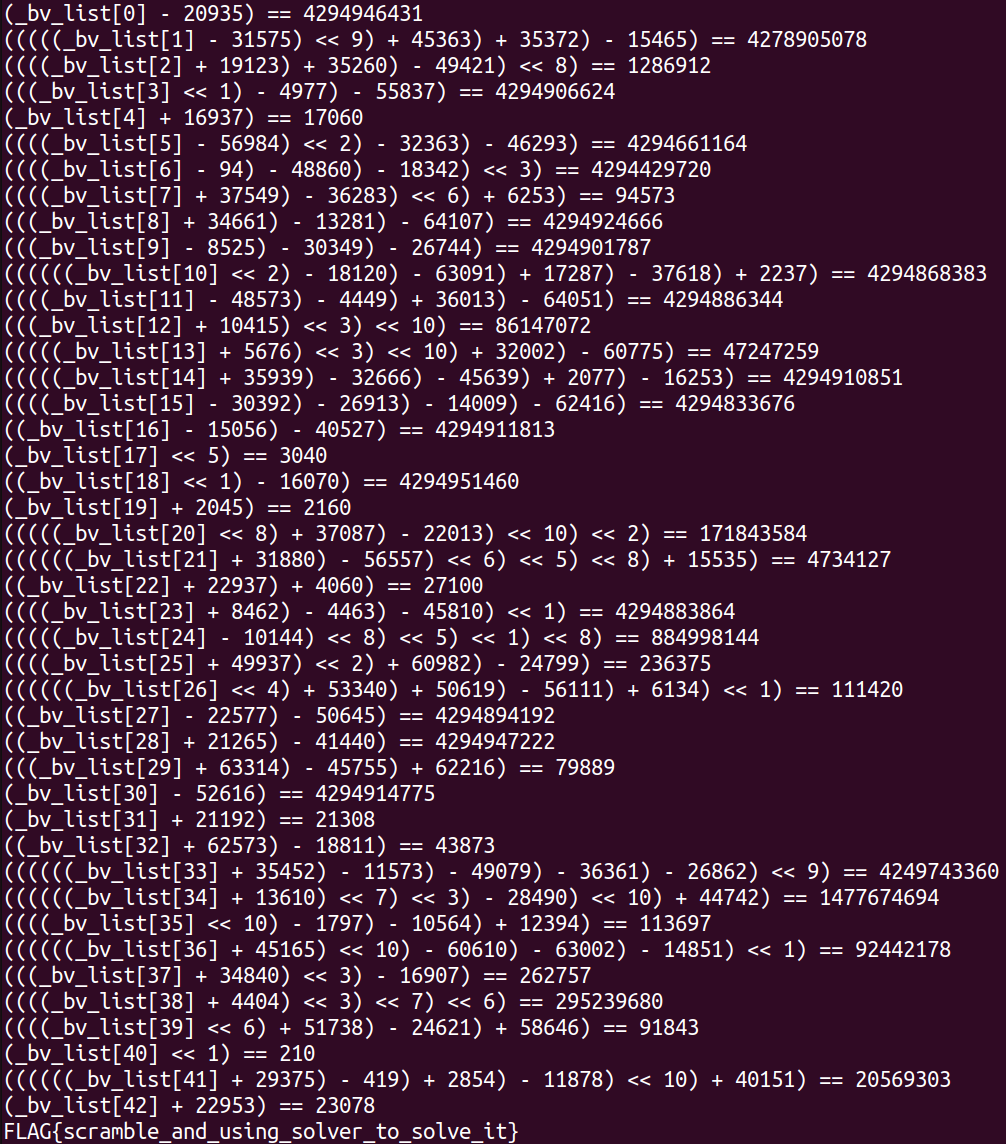 (_bv_list[0] - 20935) == 4294946431
(((((_bv_list[1] - 31575) << 9) + 45363) + 35372) - 15465) == 4278905078
((((_bv_list[2] + 19123) + 35260) - 49421) << 8) == 1286912
(((_bv_list[3] << 1) - 4977) - 55837) == 4294906624
(_bv_list[4] + 16937) == 17060
((((_bv_list[5] - 56984) << 2) - 32363) - 46293) == 4294661164
((((_bv_list[6] - 94) - 48860) - 18342) << 3) == 4294429720
((((_bv_list[7] + 37549) - 36283) << 6) + 6253) == 94573
(((_bv_list[8] + 34661) - 13281) - 64107) == 4294924666
(((_bv_list[9] - 8525) - 30349) - 26744) == 4294901787
((((((_bv_list[10] << 2) - 18120) - 63091) + 17287) - 37618) + 2237) == 4294868383
((((_bv_list[11] - 48573) - 4449) + 36013) - 64051) == 4294886344
(((_bv_list[12] + 10415) << 3) << 10) == 86147072
(((((_bv_list[13] + 5676) << 3) << 10) + 32002) - 60775) == 47247259
(((((_bv_list[14] + 35939) - 32666) - 45639) + 2077) - 16253) == 4294910851
((((_bv_list[15] - 30392) - 26913) - 14009) - 62416) == 4294833676
((_bv_list[16] - 15056) - 40527) == 4294911813
(_bv_list[17] << 5) == 3040
((_bv_list[18] << 1) - 16070) == 4294951460
(_bv_list[19] + 2045) == 2160
(((((_bv_list[20] << 8) + 37087) - 22013) << 10) << 2) == 171843584
((((((_bv_list[21] + 31880) - 56557) << 6) << 5) << 8) + 15535) == 4734127
((_bv_list[22] + 22937) + 4060) == 27100
((((_bv_list[23] + 8462) - 4463) - 45810) << 1) == 4294883864
(((((_bv_list[24] - 10144) << 8) << 5) << 1) << 8) == 884998144
((((_bv_list[25] + 49937) << 2) + 60982) - 24799) == 236375
((((((_bv_list[26] << 4) + 53340) + 50619) - 56111) + 6134) << 1) == 111420
((_bv_list[27] - 22577) - 50645) == 4294894192
((_bv_list[28] + 21265) - 41440) == 4294947222
(((_bv_list[29] + 63314) - 45755) + 62216) == 79889
(_bv_list[30] - 52616) == 4294914775
(_bv_list[31] + 21192) == 21308
((_bv_list[32] + 62573) - 18811) == 43873
((((((_bv_list[33] + 35452) - 11573) - 49079) - 36361) - 26862) << 9) == 4249743360
((((((_bv_list[34] + 13610) << 7) << 3) - 28490) << 10) + 44742) == 1477674694
((((_bv_list[35] << 10) - 1797) - 10564) + 12394) == 113697
((((((_bv_list[36] + 45165) << 10) - 60610) - 63002) - 14851) << 1) == 92442178
(((_bv_list[37] + 34840) << 3) - 16907) == 262757
((((_bv_list[38] + 4404) << 3) << 7) << 6) == 295239680
((((_bv_list[39] << 6) + 51738) - 24621) + 58646) == 91843
(_bv_list[40] << 1) == 210
((((((_bv_list[41] + 29375) - 419) + 2854) - 11878) << 10) + 40151) == 20569303
(_bv_list[42] + 22953) == 23078
FLAG{scramble_and_using_solver_to_solve_it}